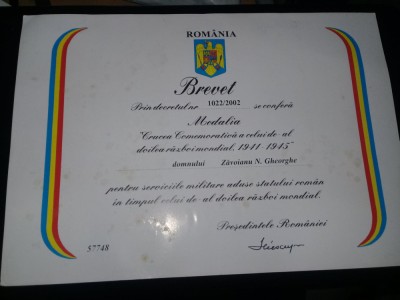 ROMÂNIA
Brevet
Prin decretul nr 1022/2002 se conferă
Medalia
"Crucea Comemorativă a celui de al
doilea război mondial, 1941-1945"
domnului Zăvoianu N. Gheorghe
pentru serviciile militare aduse statului român
în timpul celui de al doilea război mondial.
Președintele României
57748